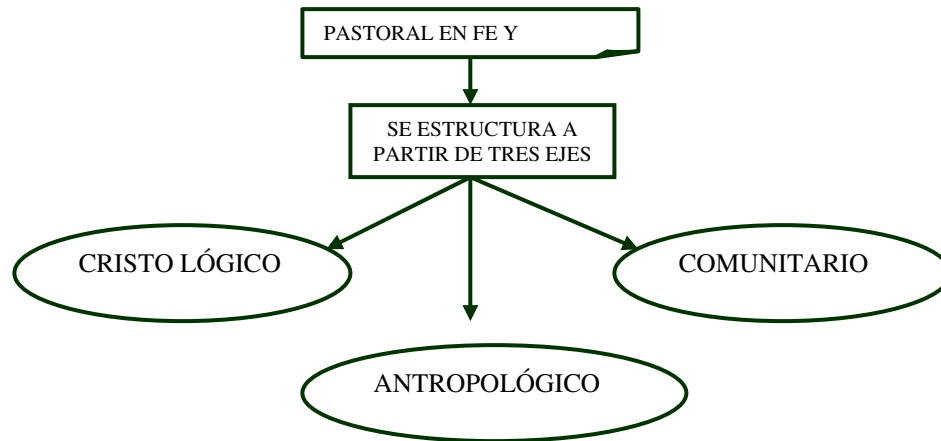 PASTORAL EN FE Y
SE ESTRUCTURA A
PARTIR DE TRES EJES
CRISTO LÓGICO
COMUNITARIO
ANTROPOLÓGICO